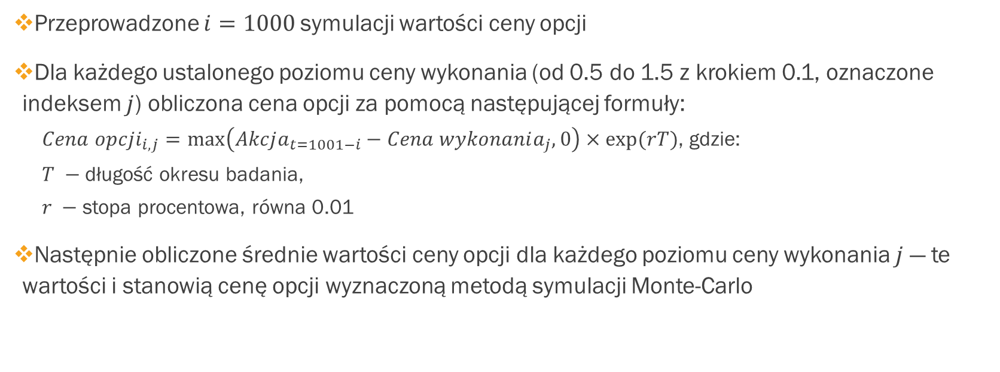 ❖Przeprowadzone i = 1000 symulacji wartości ceny opcji
❖Dla każdego ustalonego poziomu ceny wykonania (od 0.5 do 1.5 z krokiem 0.1, oznaczone
indeksem j) obliczona cena opcji za pomocą następującej formuły:
Cena opcji_{i,j} = max(Akcja_{t=1001−i} − Cena wykonania_j, 0) × exp(rT), gdzie:
T – długość okresu badania,
r – stopa procentowa, równa 0.01
❖Następnie obliczone średnie wartości ceny opcji dla każdego poziomu ceny wykonania j – te
wartości i stanowią cenę opcji wyznaczoną metodą symulacji Monte-Carlo